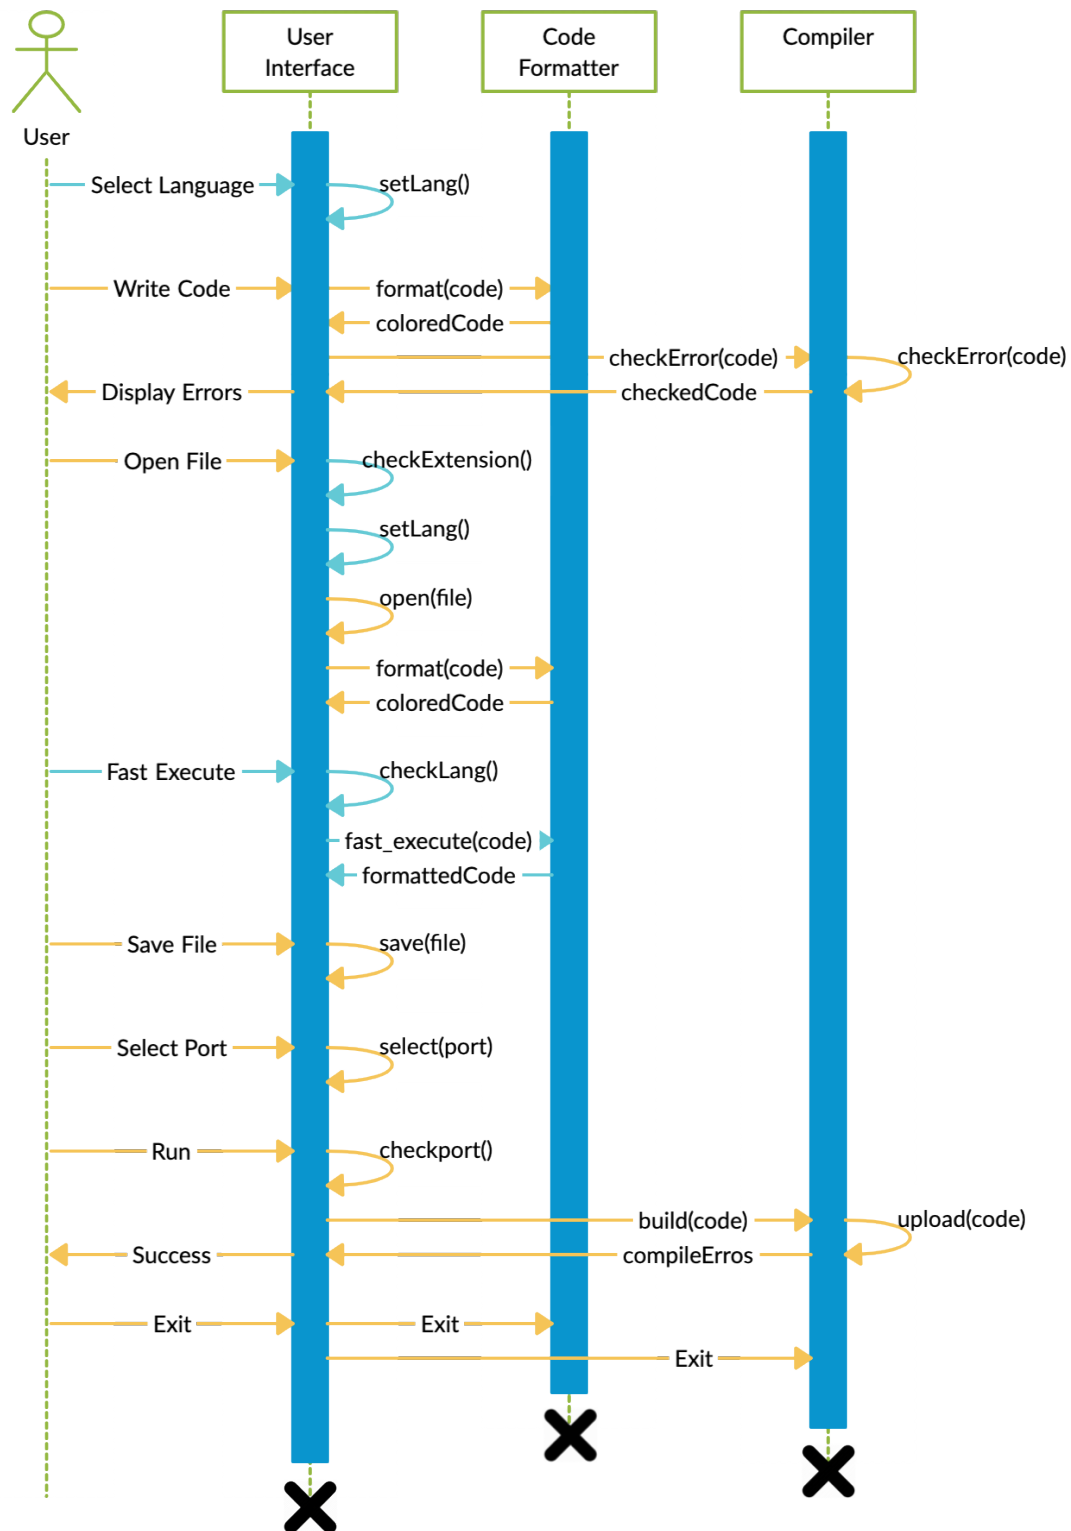 User
Interface
Code
Formatter
Compiler
User
Select Language
setLang()
Write Code
format(code)
coloredCode
checkError(code)
checkError(code)
Display Errors
checkedCode
Open File
checkExtension()
setLang()
open(file)
format(code)
coloredCode
Fast Execute
checkLang()
fast_execute(code)
formattedCode
Save File
save(file)
Select Port
select(port)
Run
checkport()
build(code)
upload(code)
Success
compileErros
Exit
Exit
Exit